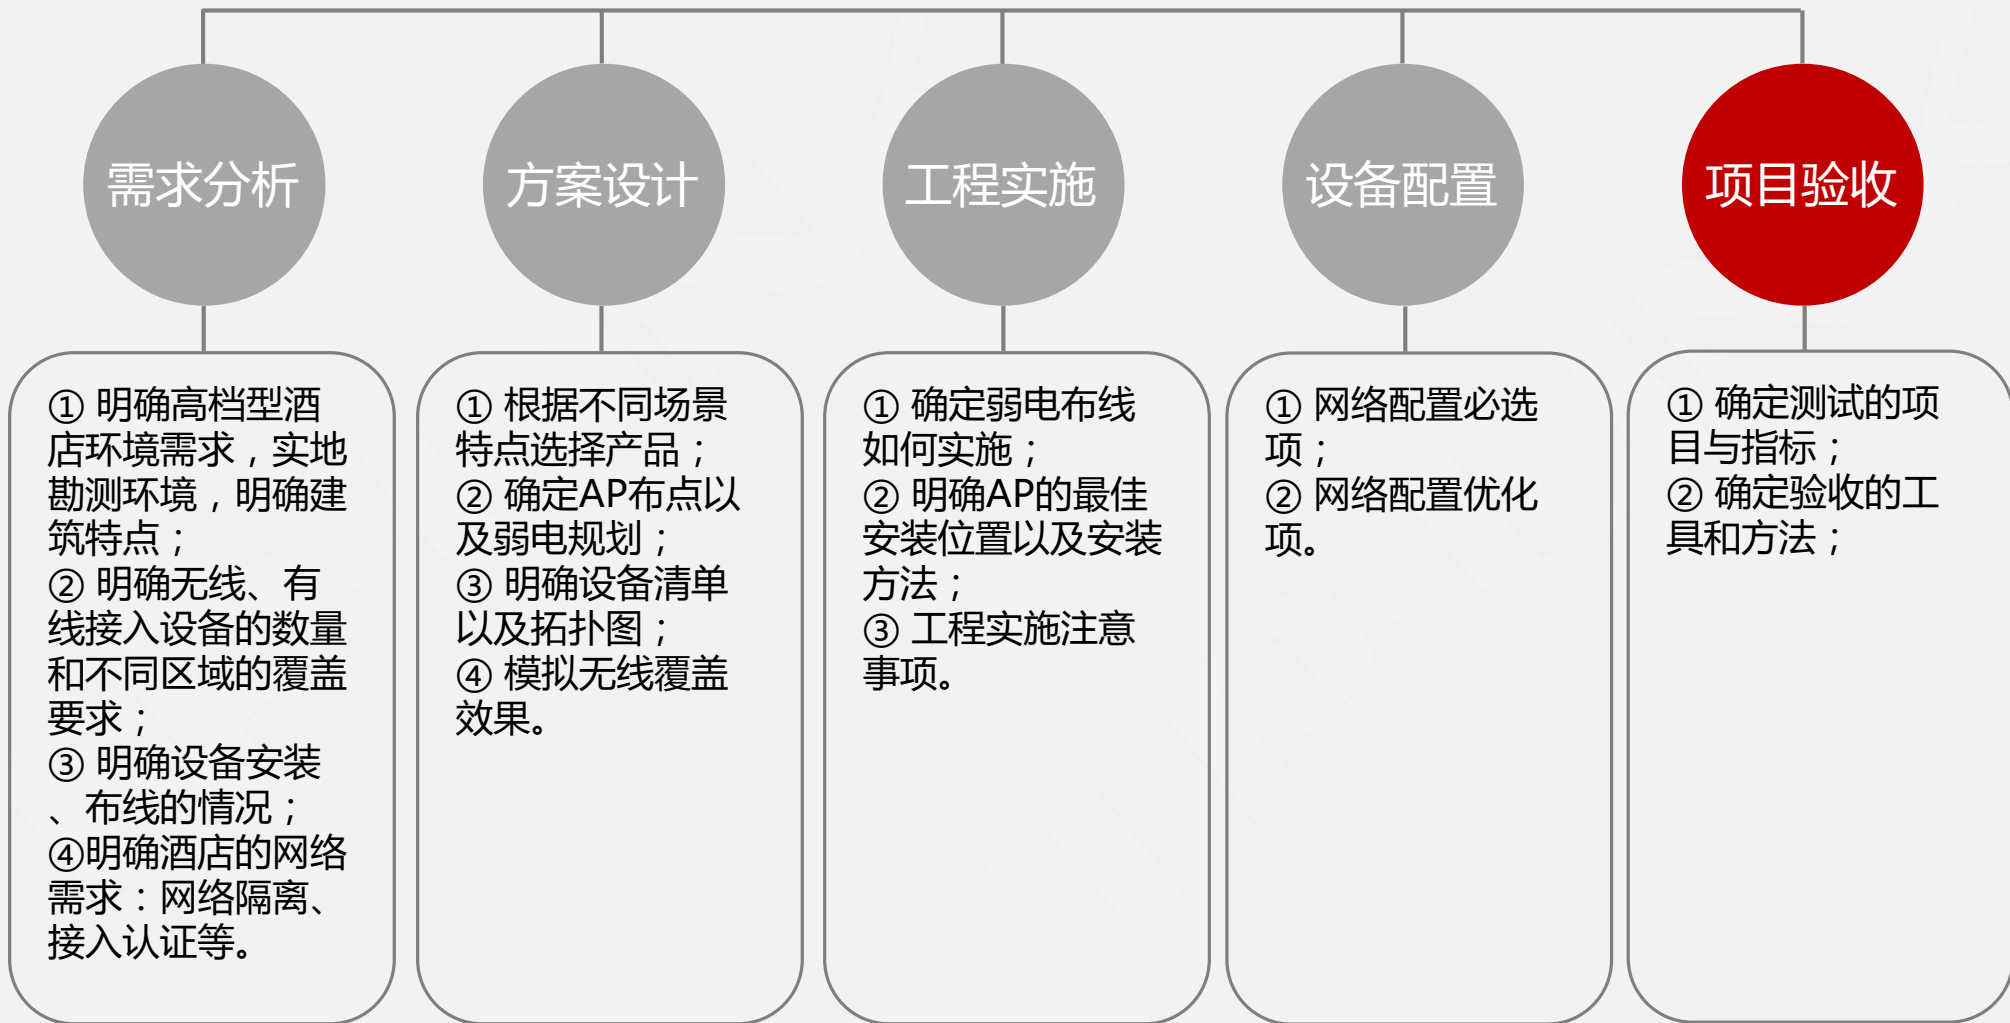 需求分析
方案设计
工程实施
设备配置
项目验收
① 明确高档型酒
店环境需求，实地
勘测环境，明确建
筑特点；
② 明确无线、有
线接入设备的数量
和不同区域的覆盖
要求；
③ 明确设备安装
、布线的情况；
④明确酒店的网络
需求：网络隔离、
接入认证等。
① 根据不同场景
特点选择产品；
② 确定AP布点以
及弱电规划；
③ 明确设备清单
以及拓扑图；
④ 模拟无线覆盖
效果。
① 确定弱电布线
如何实施；
② 明确AP的最佳
安装位置以及安装
方法；
③ 工程实施注意
事项。
① 网络配置必选
项；
② 网络配置优化
项。
① 确定测试的项
目与指标；
② 确定验收的工
具和方法；
TP-LINK